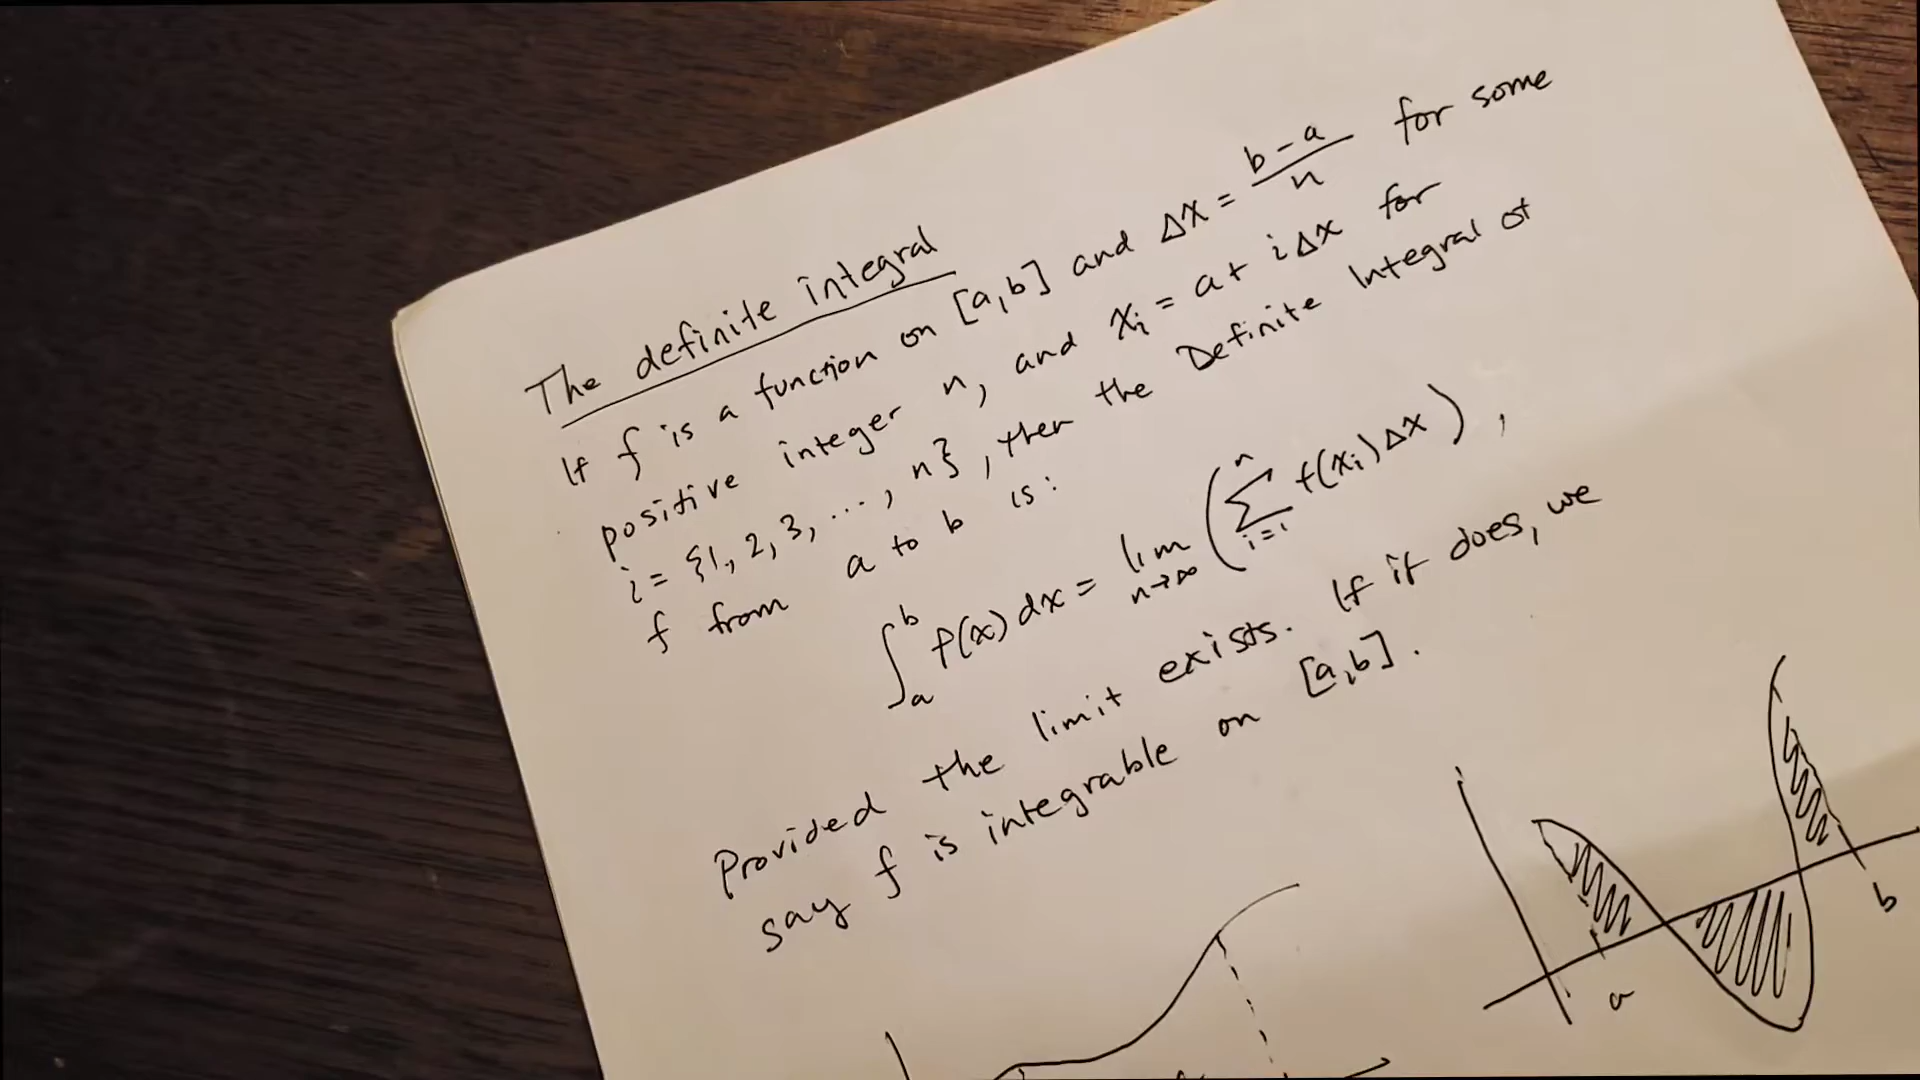 The definite integral
If f is a function on [a,b] and Δx = (b-a)/n for some
positive integer n, and xᵢ = a + iΔx for
i = {1, 2, 3, ..., n}, then the Definite Integral of
f from a to b is:
∫ₐᵇ f(x) dx = lim n→∞ (∑ᵢ₌₁ⁿ f(xᵢ) Δx),
Provided the limit exists. If it does, we
say f is integrable on [a,b].
a b